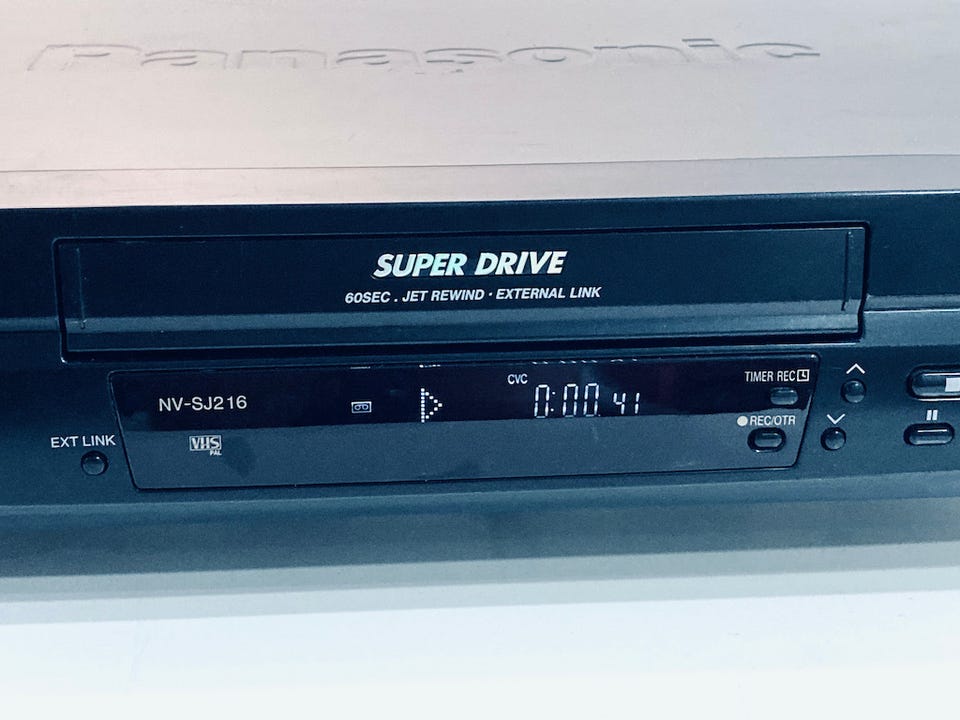 Panasonic
SUPER DRIVE
60SEC . JET REWIND · EXTERNAL LINK
CVC
TIMER REC
NV-SJ216
0:00.41
REC/OTR
EXT LINK
VHS
PAL